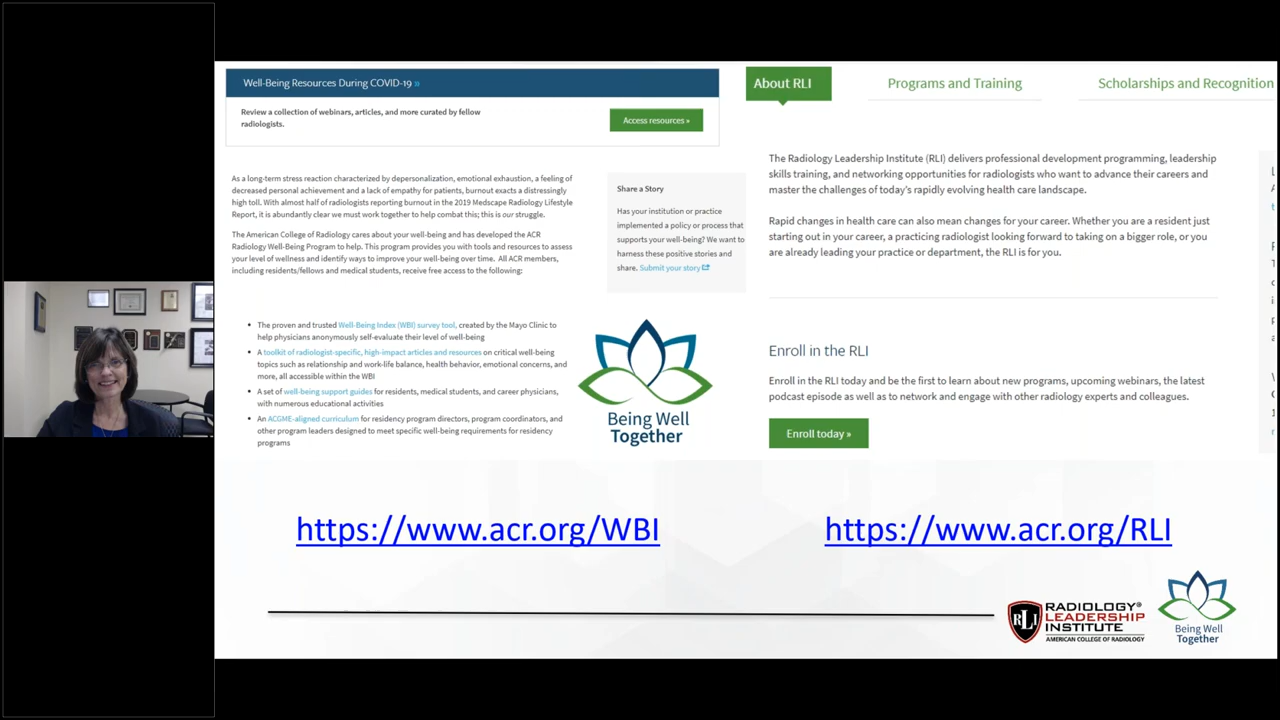 Well-Being Resources During COVID-19 »
Review a collection of webinars, articles, and more curated by fellow
radiologists.
Access resources »
As a long-term stress reaction characterized by depersonalization, emotional exhaustion, a feeling of
decreased personal achievement and a lack of empathy for patients, burnout exacts a distressingly
high toll. With almost half of radiologists reporting burnout in the 2019 Medscape Radiology Lifestyle
Report, it is abundantly clear we must work together to help combat this; this is our struggle.
The American College of Radiology cares about your well-being and has developed the ACR
Radiology Well-Being Program to help. This program provides you with tools and resources to assess
your level of wellness and identify ways to improve your well-being over time. All ACR members,
including residents/fellows and medical students, receive free access to the following:
Share a Story
Has your institution or practice
implemented a policy or process that
supports your well-being? We want to
harness these positive stories and
share. Submit your story
• The proven and trusted Well-Being Index (WBI) survey tool, created by the Mayo Clinic to
help physicians anonymously self-evaluate their level of well-being
• A toolkit of radiologist-specific, high-impact articles and resources on critical well-being
topics such as relationship and work-life balance, health behavior, emotional concerns, and
more, all accessible within the WBI
• A set of well-being support guides for residents, medical students, and career physicians,
with numerous educational activities
• An ACGME-aligned curriculum for residency program directors, program coordinators, and
other program leaders designed to meet specific well-being requirements for residency
programs
Being Well
Together
About RLI
Programs and Training
Scholarships and Recognition
The Radiology Leadership Institute (RLI) delivers professional development programming, leadership
skills training, and networking opportunities for radiologists who want to advance their careers and
master the challenges of today's rapidly evolving health care landscape.
Rapid changes in health care can also mean changes for your career. Whether you are a resident just
starting out in your career, a practicing radiologist looking forward to taking on a bigger role, or you
are already leading your practice or department, the RLI is for you.
Enroll in the RLI
Enroll in the RLI today and be the first to learn about new programs, upcoming webinars, the latest
podcast episode as well as to network and engage with other radiology experts and colleagues.
Enroll today »
https://www.acr.org/WBI
https://www.acr.org/RLI
RLI
RADIOLOGY®
LEADERSHIP
INSTITUTE
AMERICAN COLLEGE OF RADIOLOGY
Being Well
Together